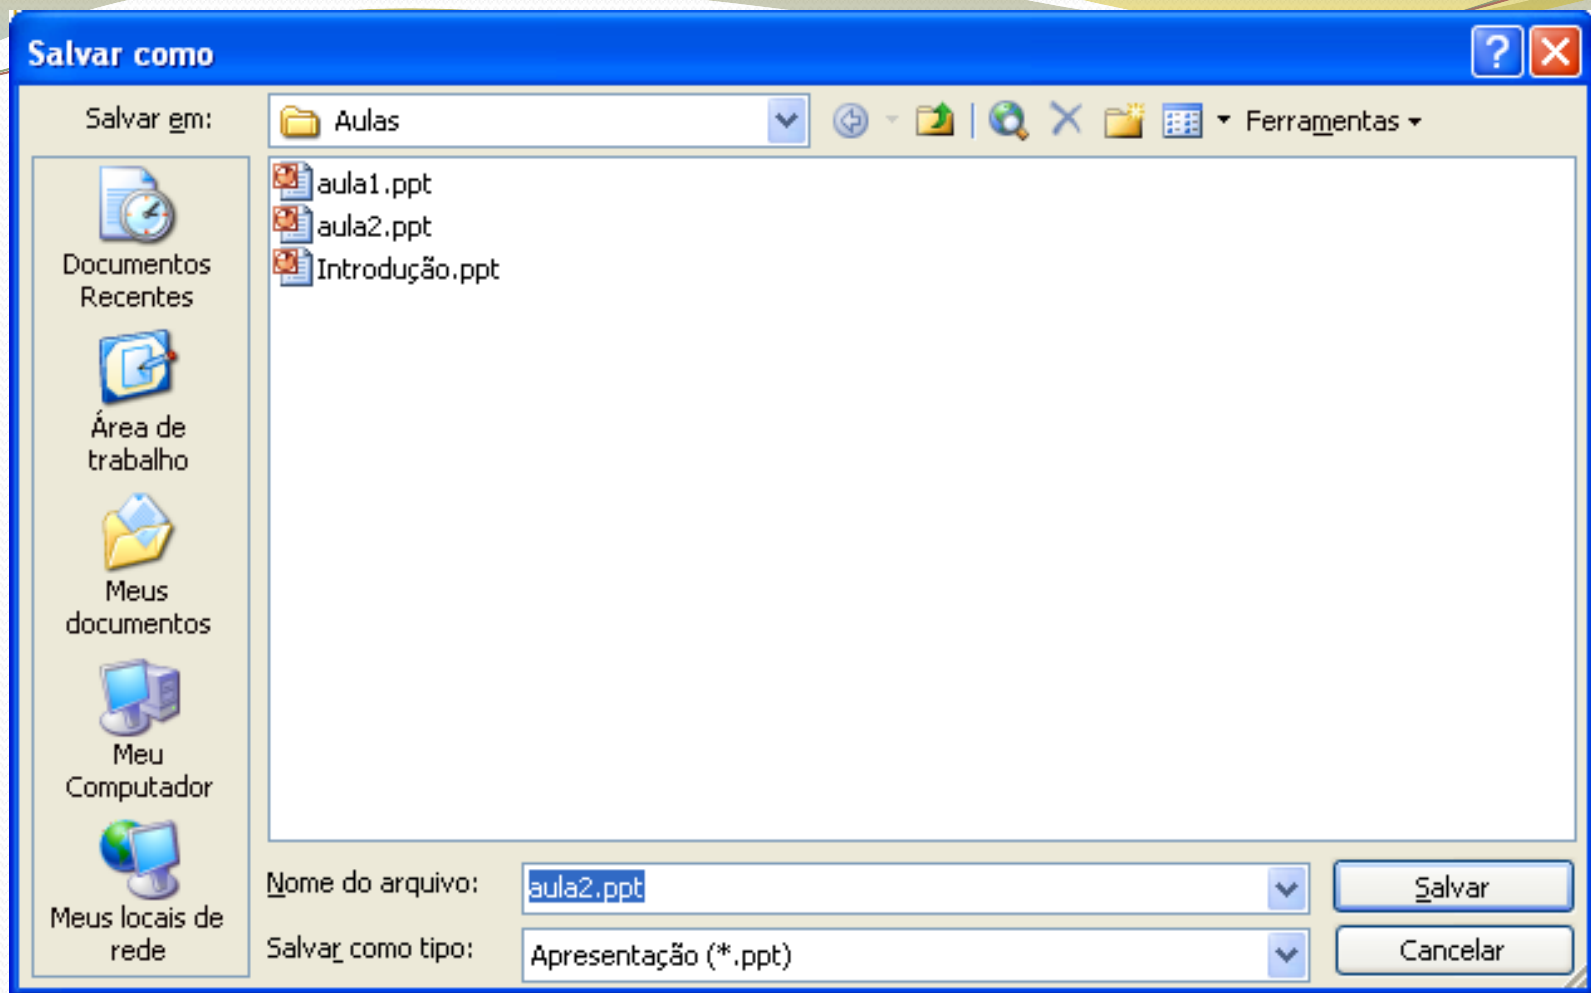 Salvar como
Salvar em:
Aulas
Ferramentas
aula1.ppt
aula2.ppt
Introdução.ppt
Documentos
Recentes
Área de
trabalho
Meus
documentos
Meu
Computador
Meus locais de
rede
Nome do arquivo:
aula2.ppt
Salvar
Salvar como tipo:
Apresentação (*.ppt)
Cancelar